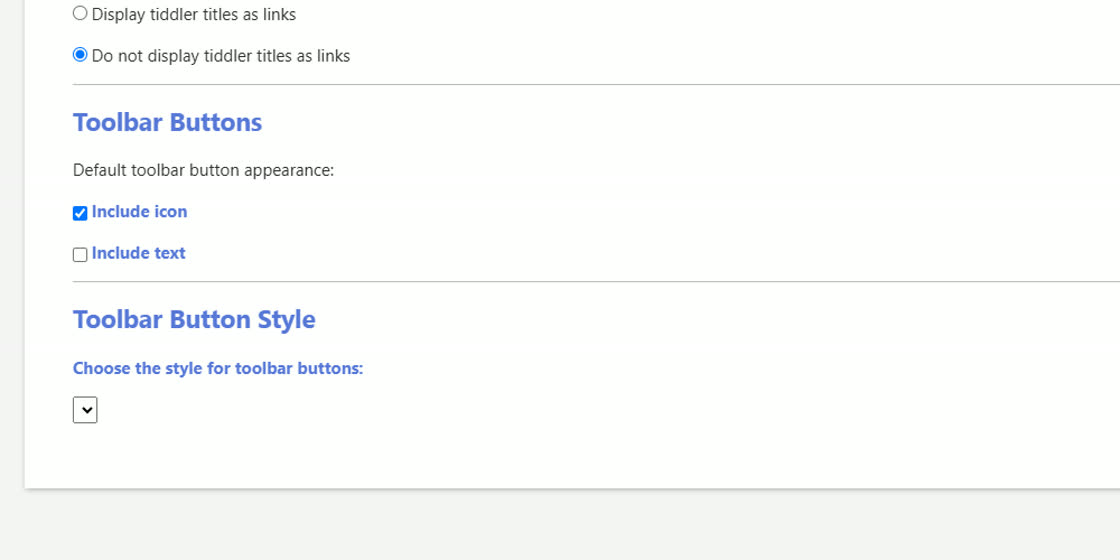 Display tiddler titles as links
Do not display tiddler titles as links
Toolbar Buttons
Default toolbar button appearance:
Include icon
Include text
Toolbar Button Style
Choose the style for toolbar buttons: